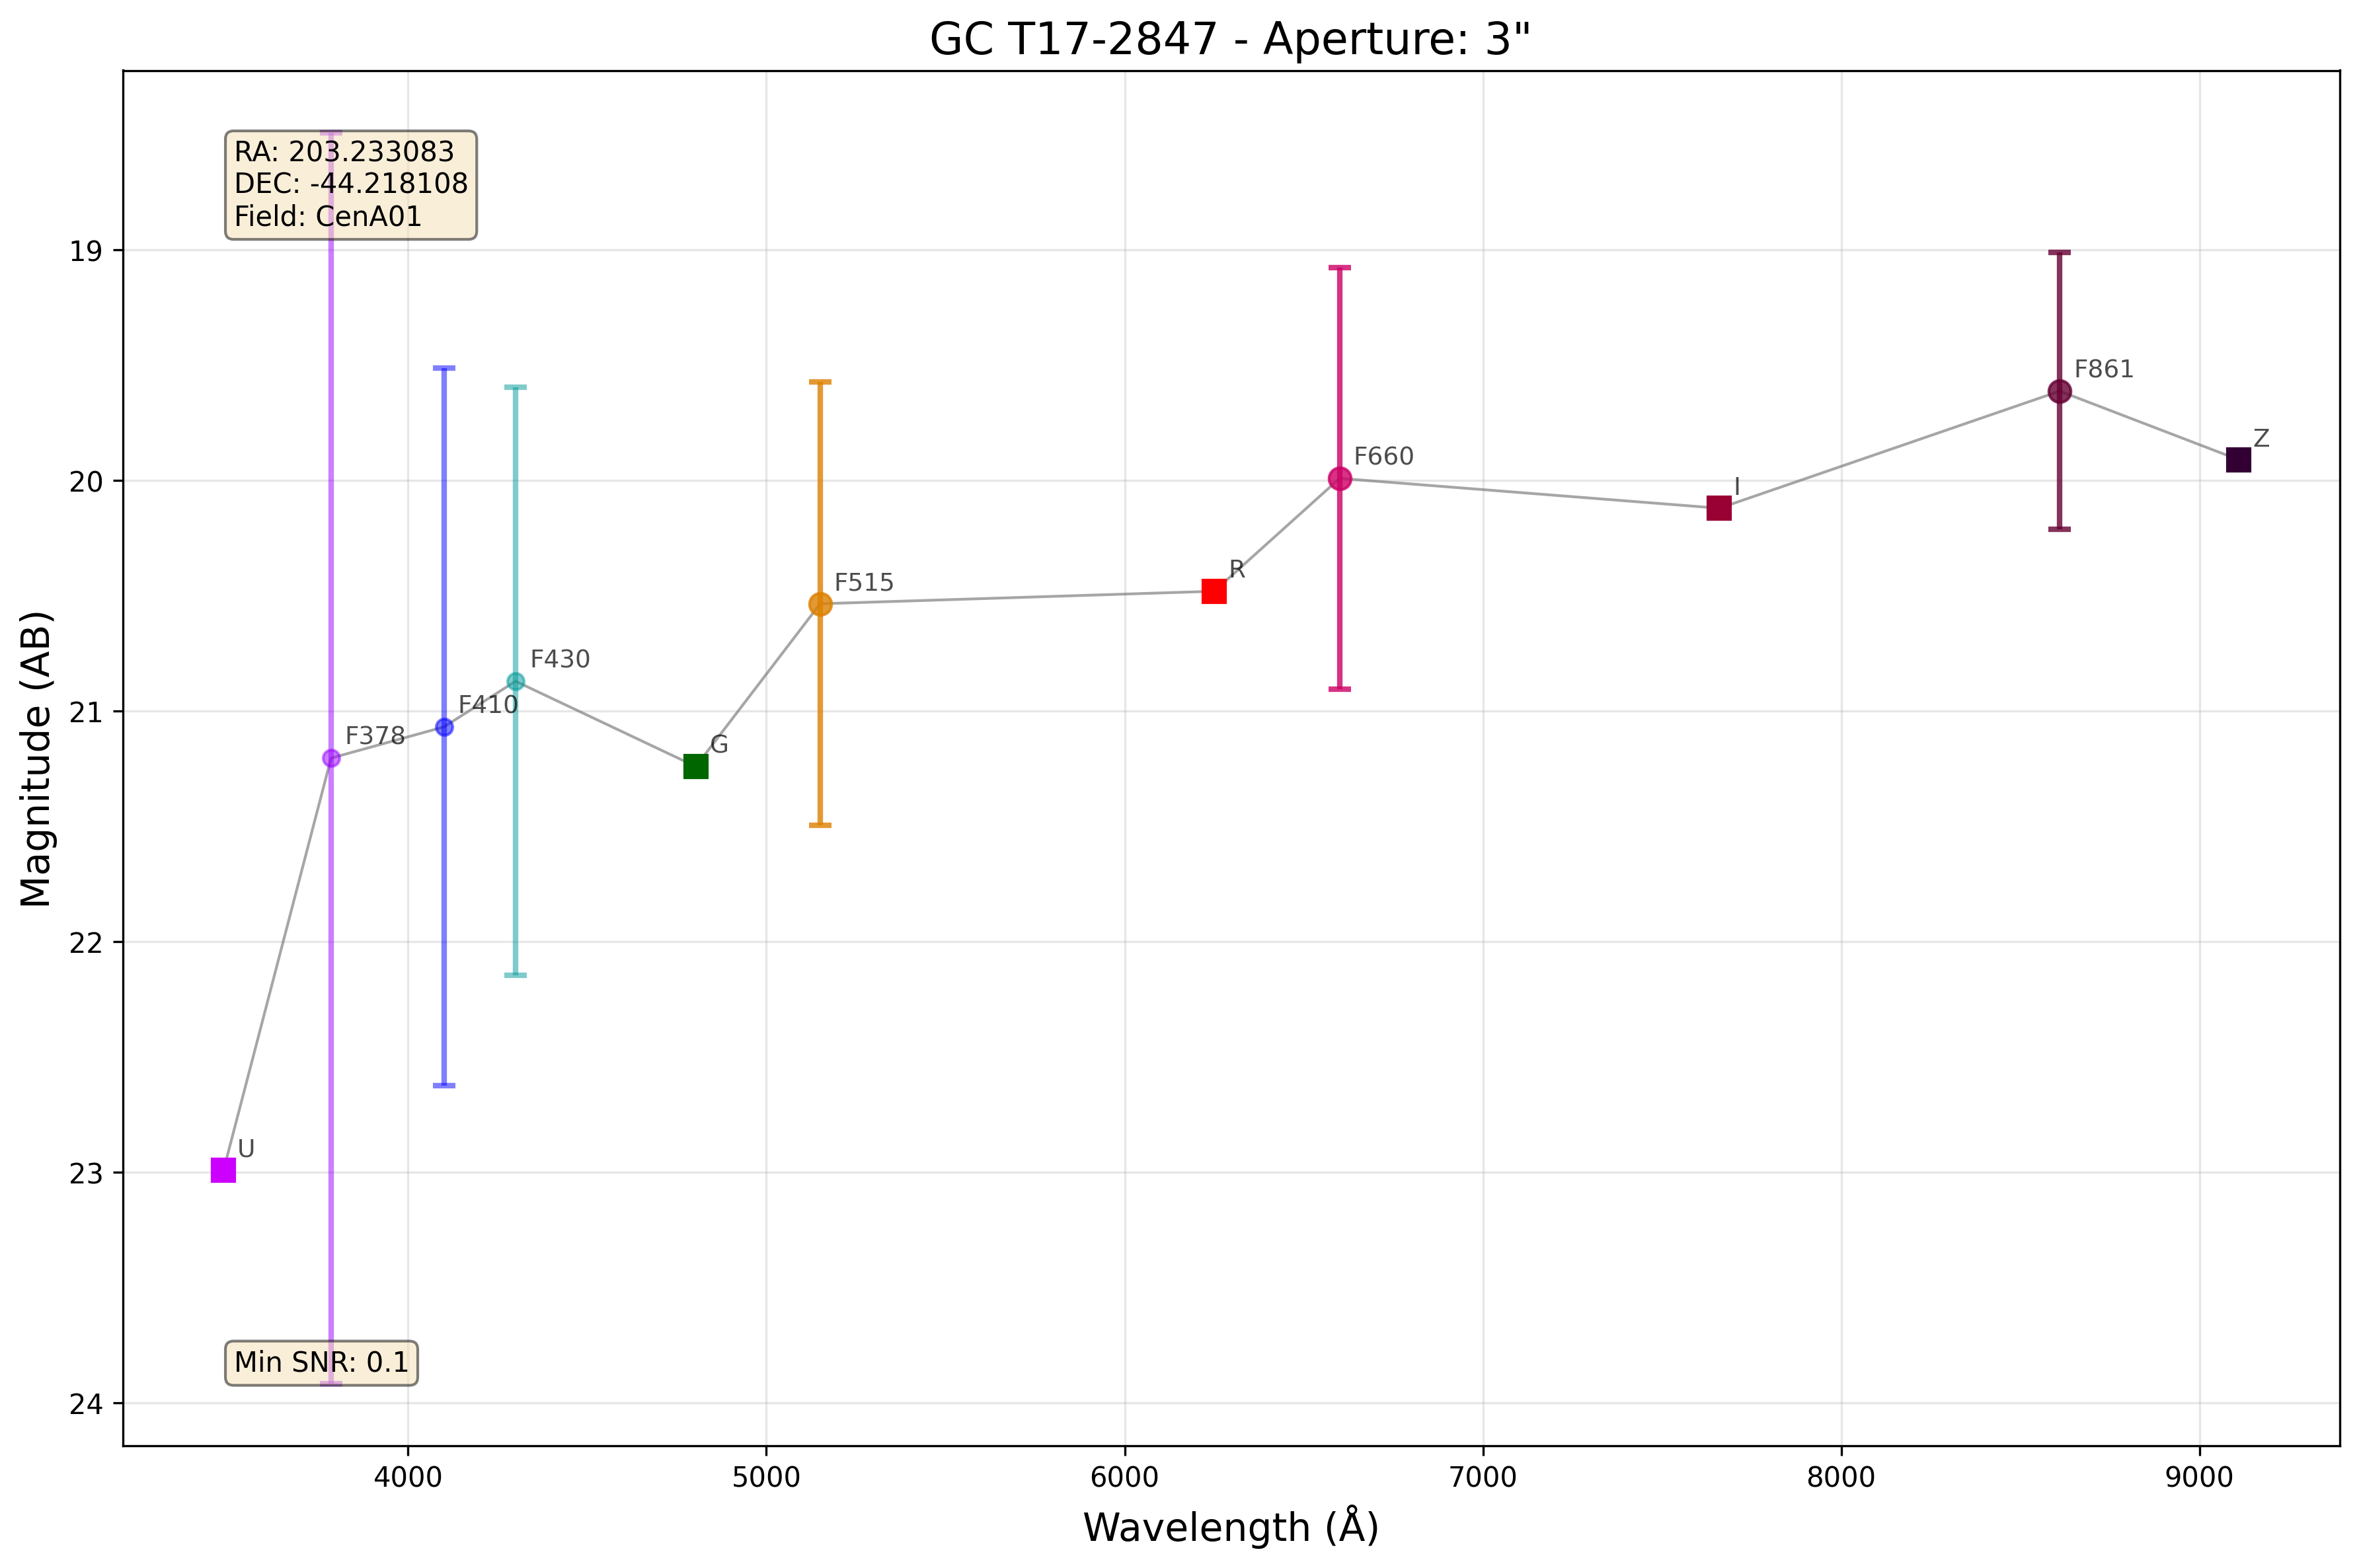 GC T17-2847 - Aperture: 3"
RA: 203.233083
DEC: -44.218108
Field: CenA01
19
20
21
22
23
24
Magnitude (AB)
U
F378
F410
F430
G
F515
R
F660
I
F861
Z
Min SNR: 0.1
4000
5000
6000
7000
8000
9000
Wavelength (Å)